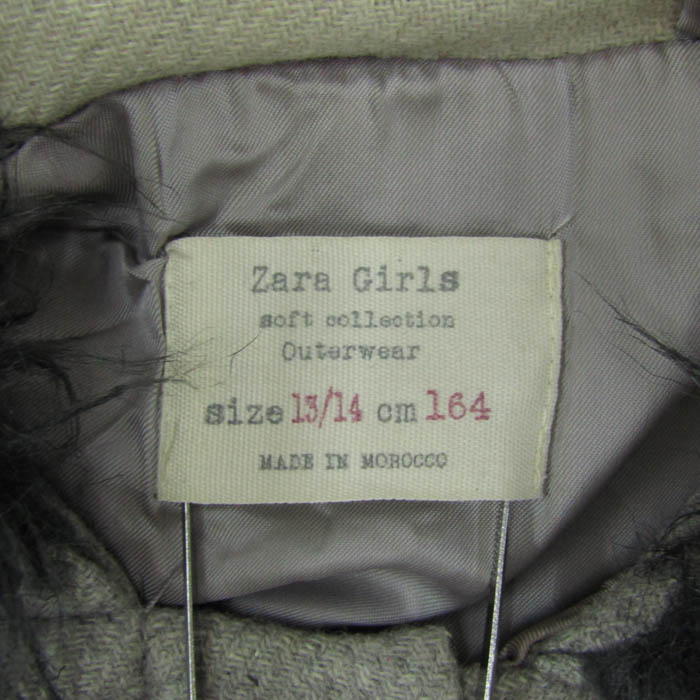 Zara Girls
soft collection
Outerwear
size 13/14 cm 164
MADE IN MOROCCO